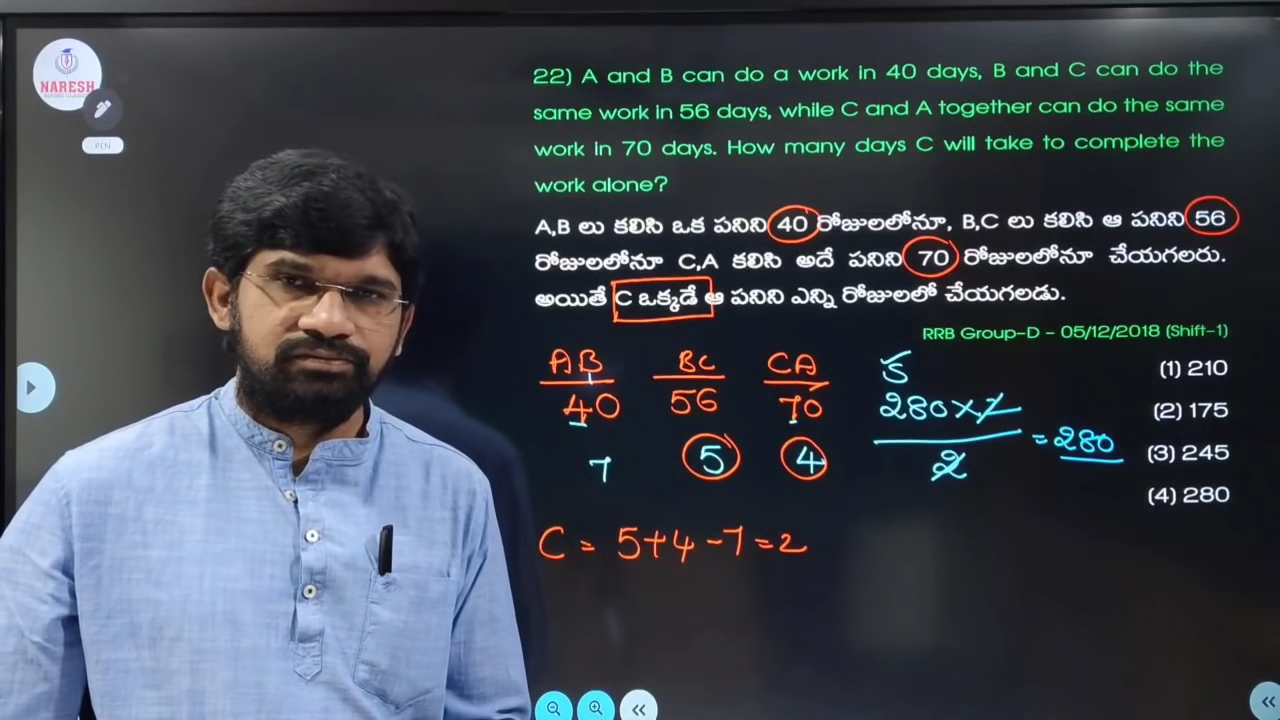 NARESH
PEN
22) A and B can do a work in 40 days, B and C can do the
same work in 56 days, while C and A together can do the same
work in 70 days. How many days C will take to complete the
work alone?
A,B లు కలిసి ఒక పనిని 40 రోజులలోనూ, B,C లు కలిసి ఆ పనిని 56
రోజులలోనూ C,A కలిసి అదే పనిని 70 రోజులలోనూ చేయగలరు.
అయితే C ఒక్కడే ఆ పనిని ఎన్ని రోజులలో చేయగలడు.
RRB Group-D – 05/12/2018 (Shift-1)
AB BC CA
40 56 70
7 5 4
C = 5+4-7=2
5
280×2
2
=280
(1) 210
(2) 175
(3) 245
(4) 280